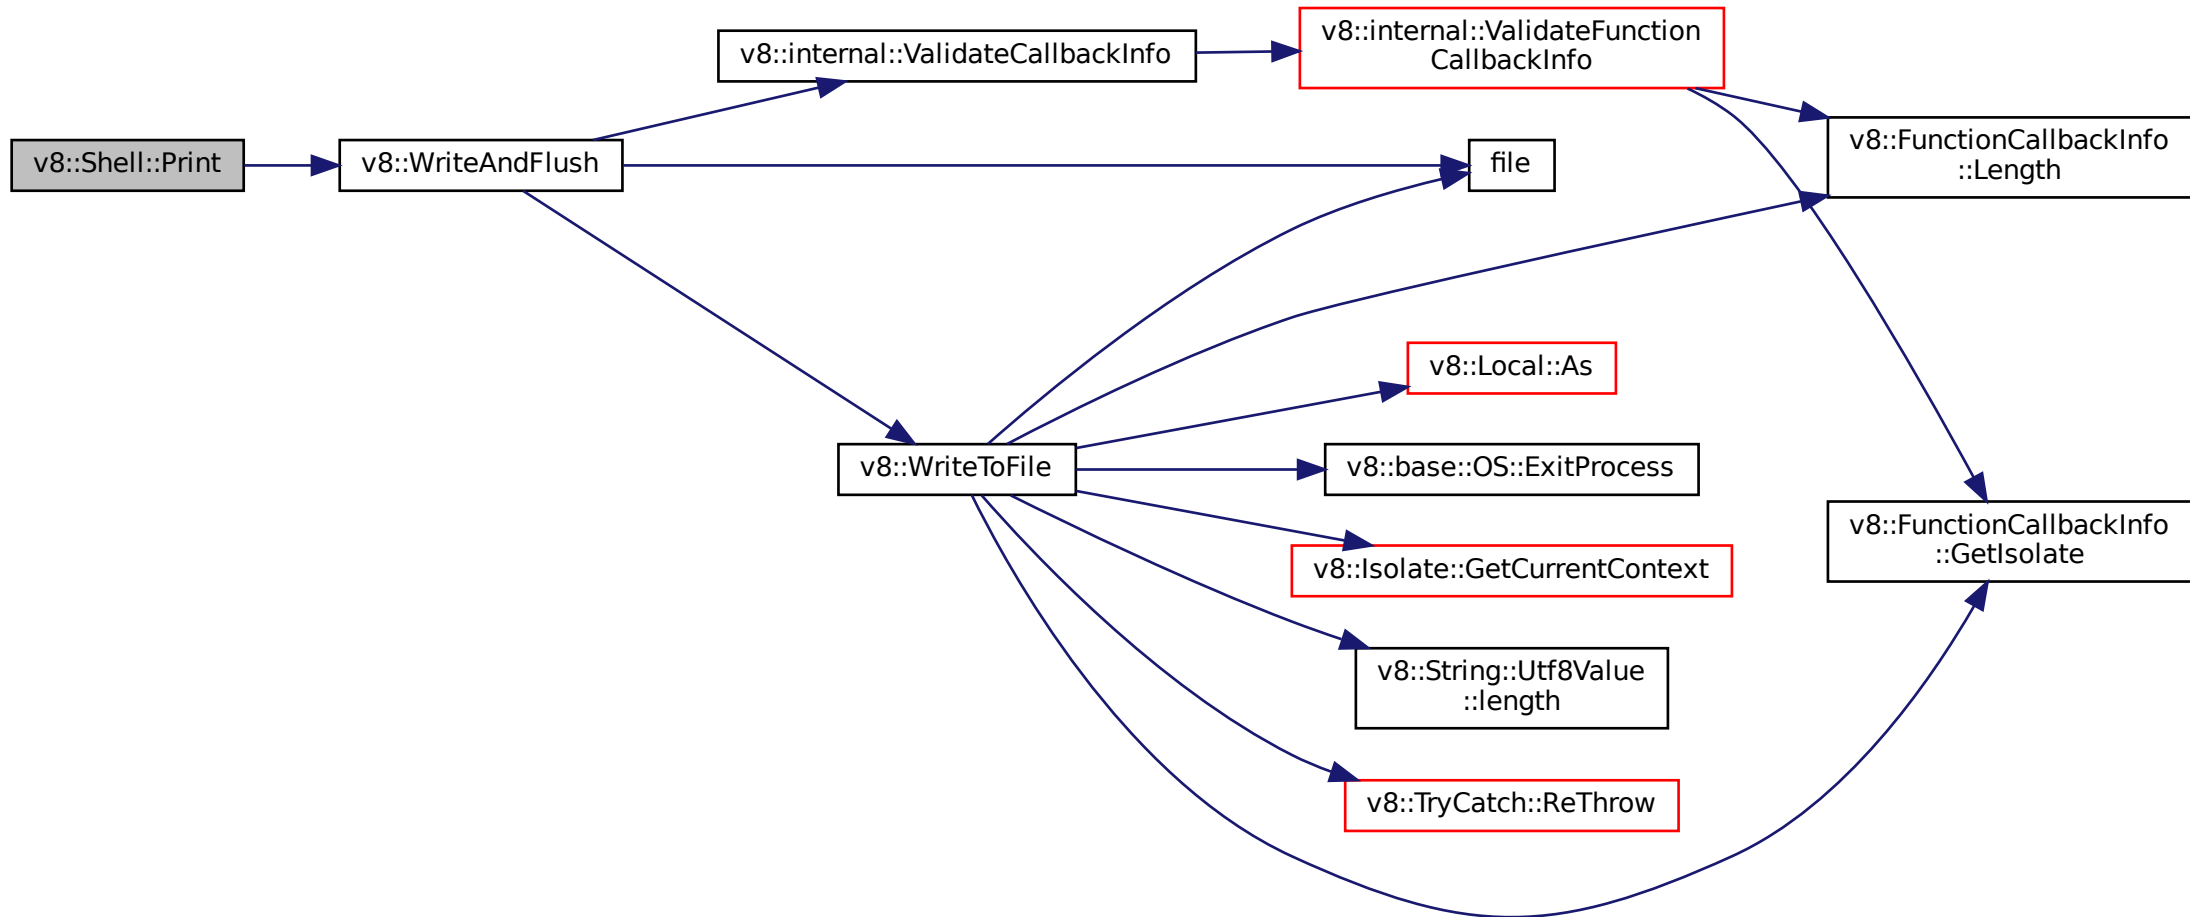 v8::Shell::Print
v8::WriteAndFlush
v8::internal::ValidateCallbackInfo
v8::internal::ValidateFunction
CallbackInfo
file
v8::FunctionCallbackInfo
::Length
v8::WriteToFile
v8::Local::As
v8::base::OS::ExitProcess
v8::Isolate::GetCurrentContext
v8::String::Utf8Value
::length
v8::TryCatch::ReThrow
v8::FunctionCallbackInfo
::GetIsolate